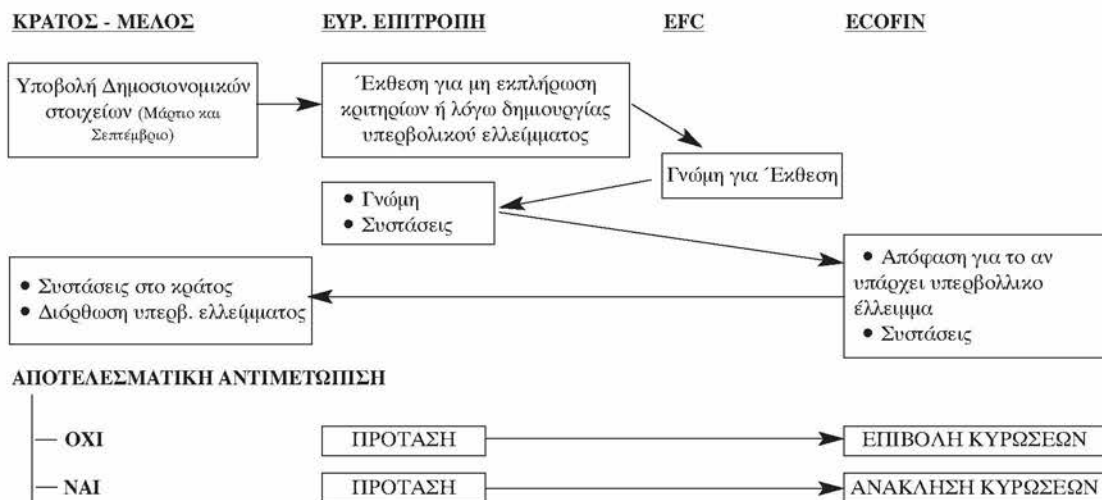 ΚΡΑΤΟΣ - ΜΕΛΟΣ
ΕΥΡ. ΕΠΙΤΡΟΠΗ
EFC
ECOFIN
Υποβολή Δημοσιονομικών
στοιχείων (Μάρτιο και
Σεπτέμβριο)
Έκθεση για μη εκπλήρωση
κριτηρίων ή λόγω δημιουργίας
υπερβολικού ελλείμματος
Γνώμη για Έκθεση
• Γνώμη
• Συστάσεις
• Απόφαση για το αν
υπάρχει υπερβολλικο
έλλειμμα
• Συστάσεις
• Συστάσεις στο κράτος
• Διόρθωση υπερβ. ελλείμματος
ΑΠΟΤΕΛΕΣΜΑΤΙΚΗ ΑΝΤΙΜΕΤΩΠΙΣΗ
ΟΧΙ
ΠΡΟΤΑΣΗ
ΕΠΙΒΟΛΗ ΚΥΡΩΣΕΩΝ
ΝΑΙ
ΠΡΟΤΑΣΗ
ΑΝΑΚΛΗΣΗ ΚΥΡΩΣΕΩΝ